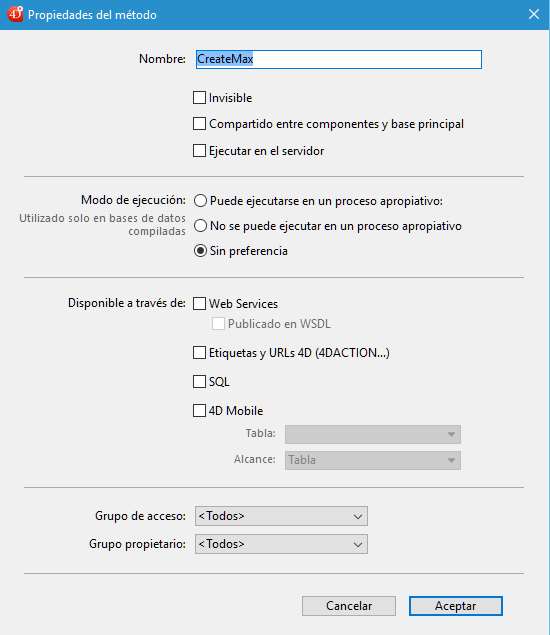 4D Propiedades del método
Nombre: CreateMax
Invisible
Compartido entre componentes y base principal
Ejecutar en el servidor
Modo de ejecución: Puede ejecutarse en un proceso apropiativo:
Utilizado solo en bases de datos
compiladas
No se puede ejecutar en un proceso apropiativo
Sin preferencia
Disponible a través de: Web Services
Publicado en WSDL
Etiquetas y URLs 4D (4DACTION...)
SQL
4D Mobile
Tabla:
Alcance: Tabla
Grupo de acceso: <Todos>
Grupo propietario: <Todos>
Cancelar Aceptar